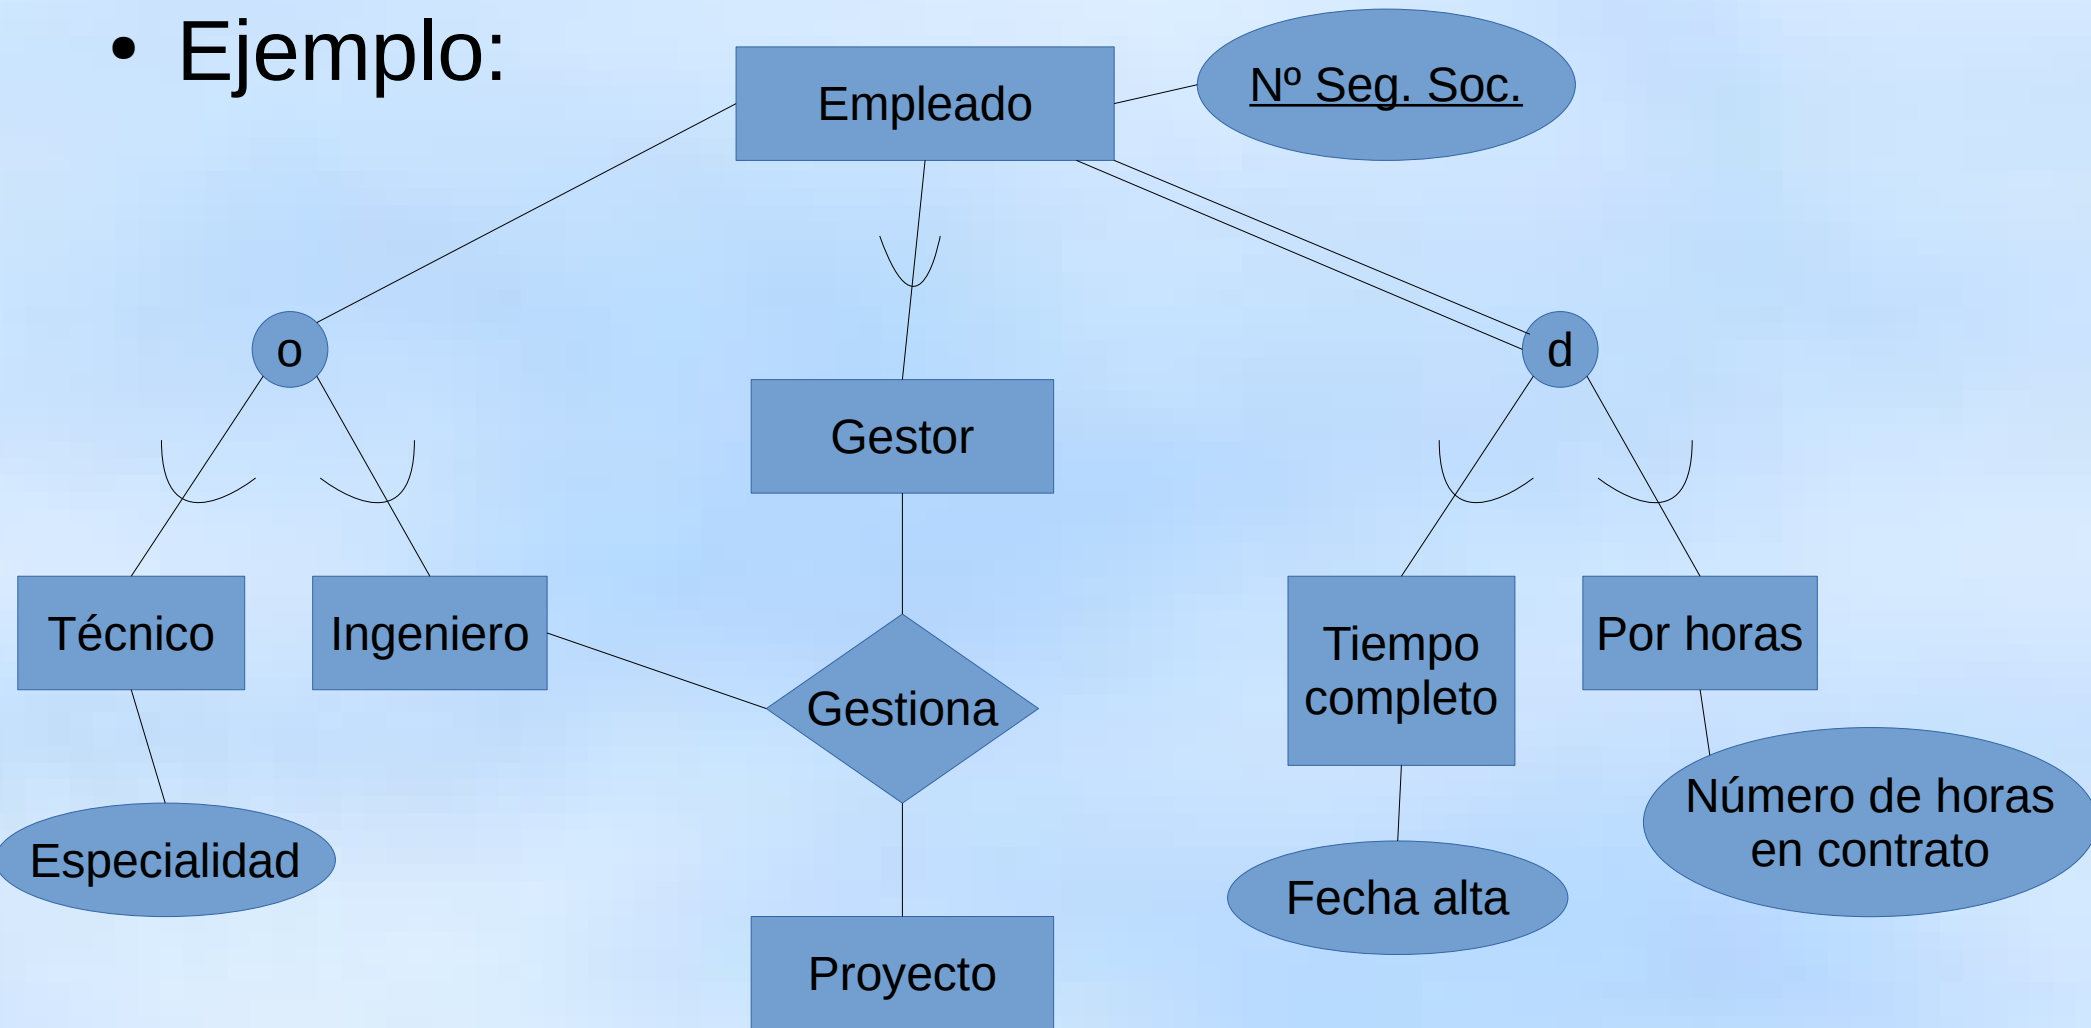 • Ejemplo:
Empleado
Nº Seg. Soc.
o
d
Gestor
Técnico
Ingeniero
Gestiona
Tiempo
completo
Por horas
Especialidad
Fecha alta
Número de horas
en contrato
Proyecto